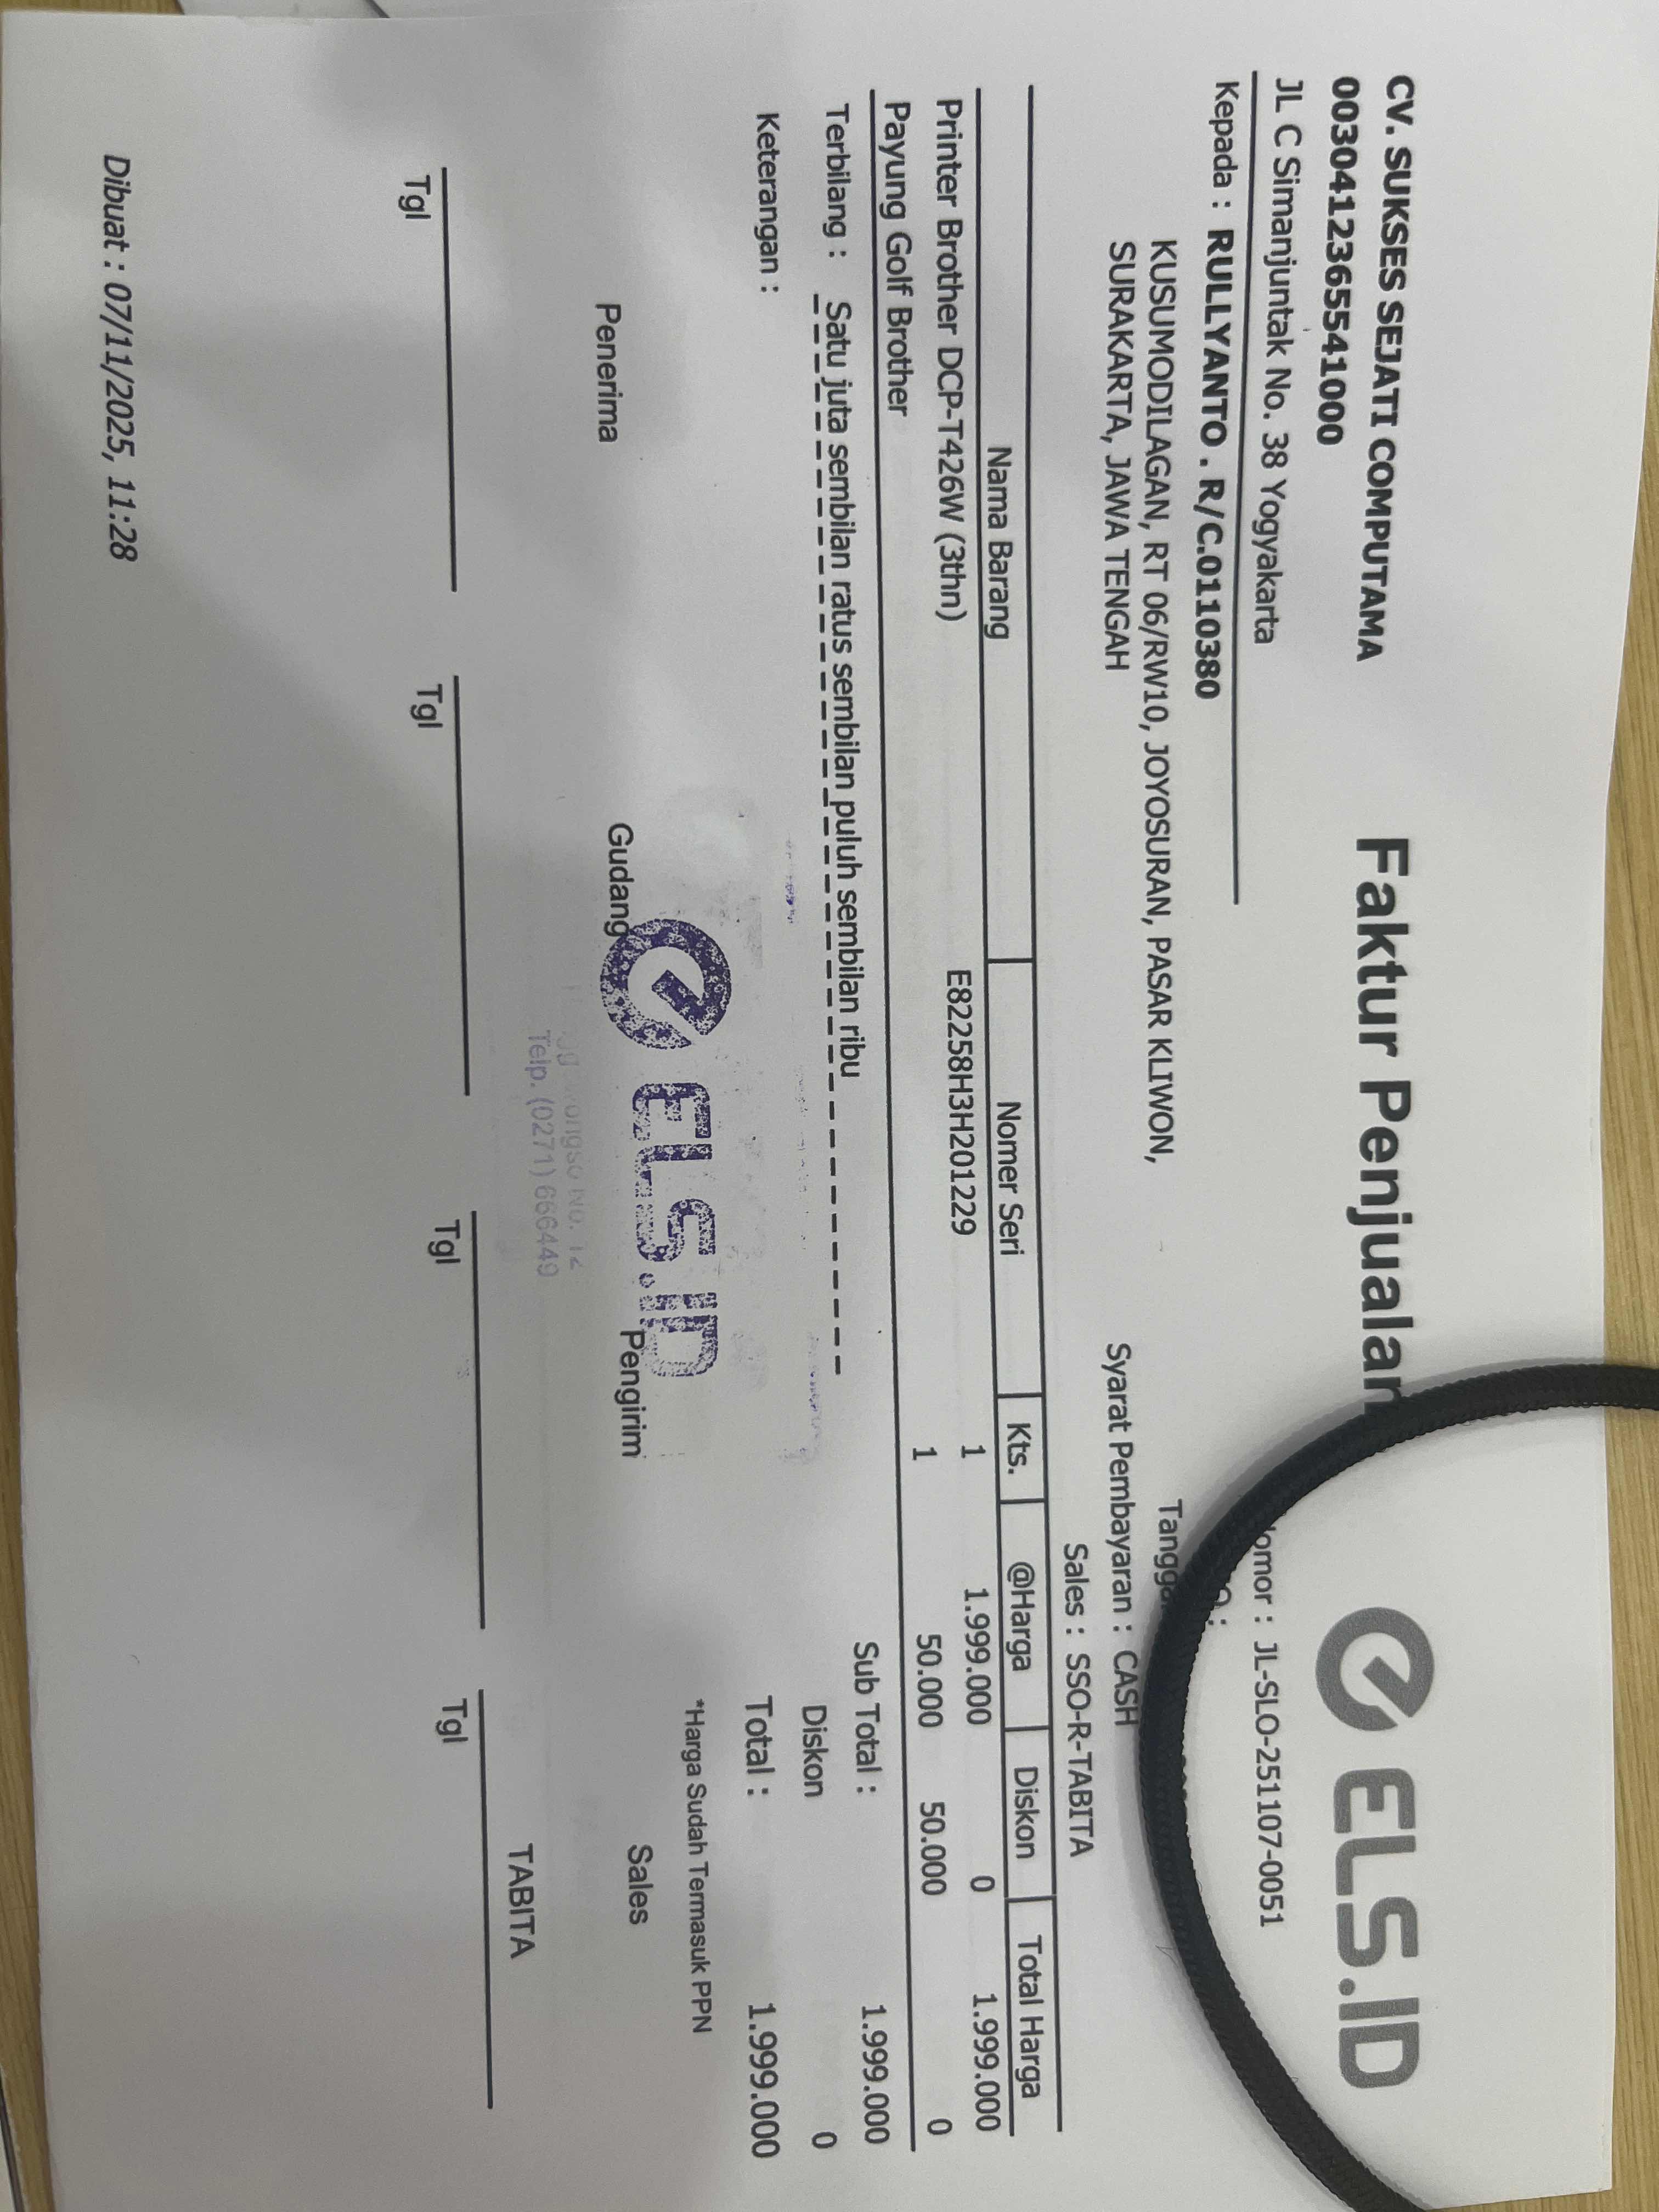 CV. SUKSES SEJATI COMPUTAMA
0030412365541000
JL C Simanjuntak No. 38 Yogyakarta
Faktur Penjualan
ELS.ID
Kepada : RULLYANTO . R/C.0110380
KUSUMODILAGAN, RT 06/RW10, JOYOSURAN, PASAR KLIWON,
SURAKARTA, JAWA TENGAH
: JL-SLO-251107-0051
Syarat Pembayaran : CASH
Sales : SSO-R-TABITA
Nama Barang Nomer Seri Kts. @Harga Diskon Total Harga
Printer Brother DCP-T426W (3thn) E82258H3H201229 1 1.999.000 0 1.999.000
Payung Golf Brother 1 50.000 50.000 0
Terbilang : Satu juta sembilan ratus sembilan puluh sembilan ribu
Sub Total : 1.999.000
Diskon 0
Keterangan :
Total : 1.999.000
*Harga Sudah Termasuk PPN
ELS.ID
Penerima Gudang Pengirim Sales
No. 12
Telp. (0271) 666449
TABITA
Tgl Tgl Tgl Tgl
Dibuat : 07/11/2025, 11:28